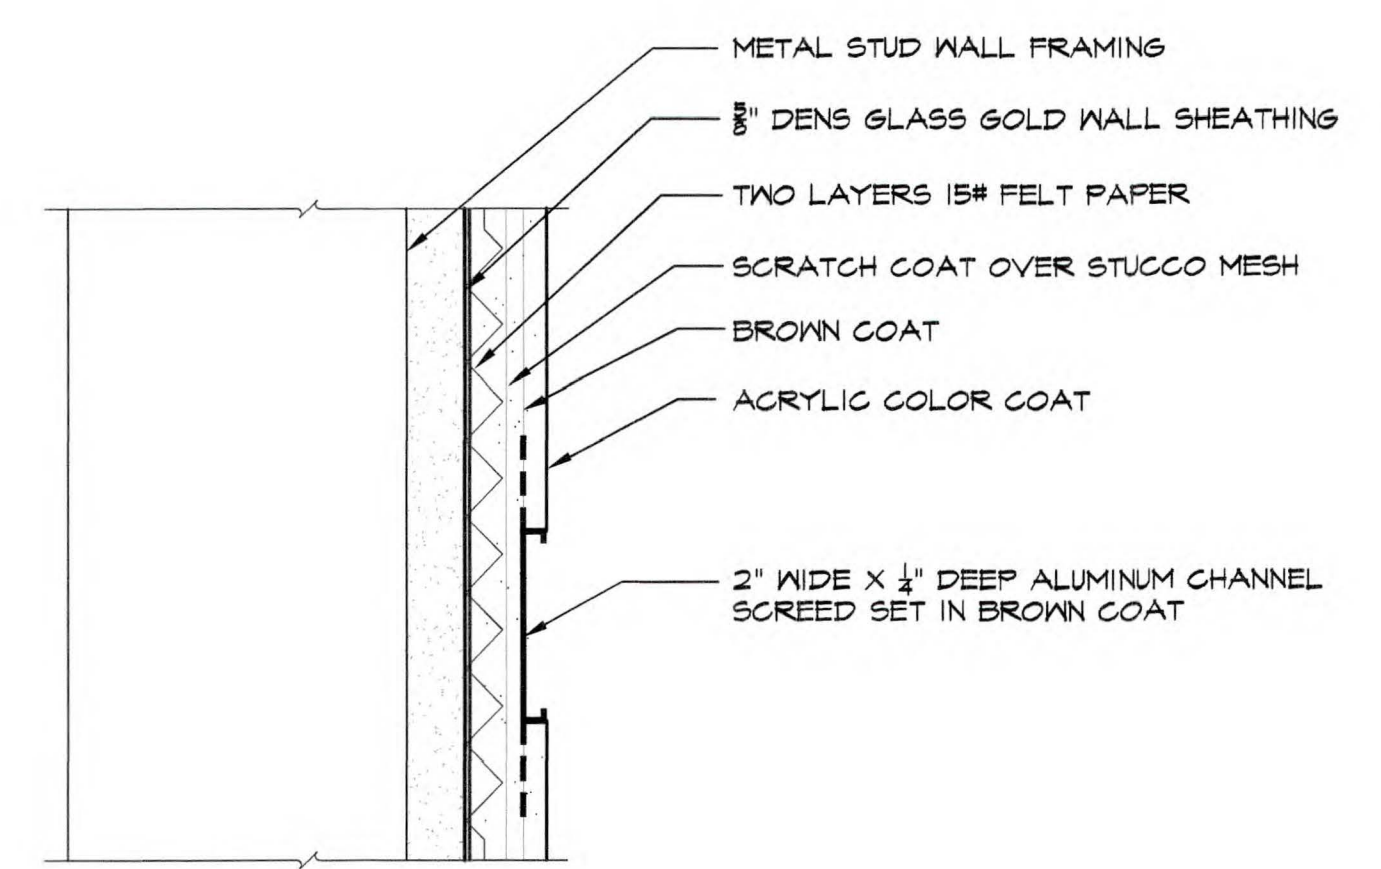 METAL STUD WALL FRAMING
5/8" DENS GLASS GOLD WALL SHEATHING
TWO LAYERS 15# FELT PAPER
SCRATCH COAT OVER STUCCO MESH
BROWN COAT
ACRYLIC COLOR COAT
2" WIDE X 1/4" DEEP ALUMINUM CHANNEL
SCREED SET IN BROWN COAT